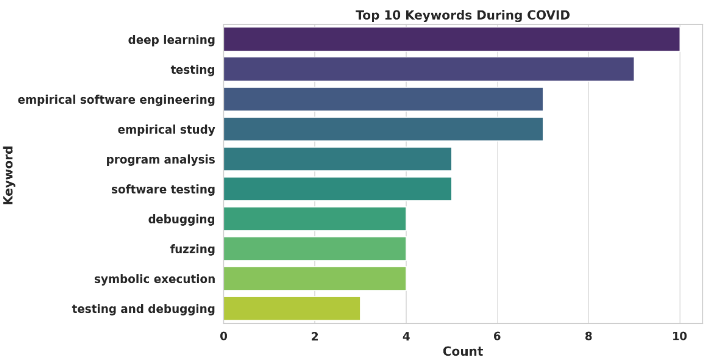 Top 10 Keywords During COVID
deep learning
testing
empirical software engineering
empirical study
program analysis
software testing
debugging
fuzzing
symbolic execution
testing and debugging
Keyword
0 2 4 6 8 10
Count